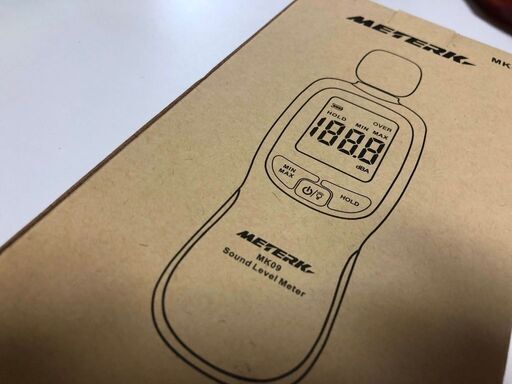 METERK
MK
HOLD OVER
MIN MAX
188.8
dBA
MIN
MAX
HOLD
METERK
MK09
Sound Level Meter